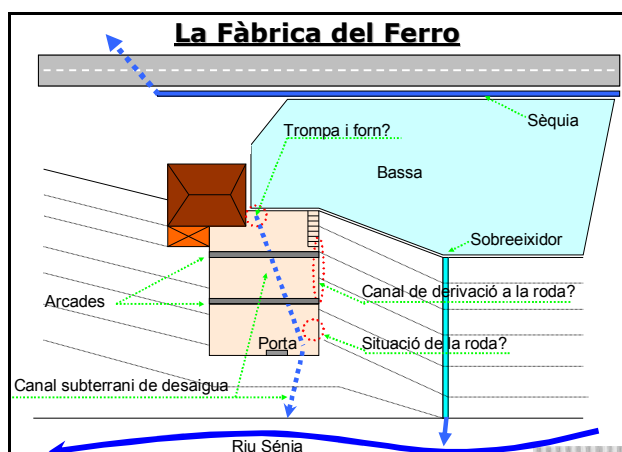 La Fàbrica del Ferro
Sèquia
Trompa i forn?
Bassa
Sobreeixidor
Canal de derivació a la roda?
Arcades
Porta
Situació de la roda?
Canal subterrani de desaigua
Riu Sénia